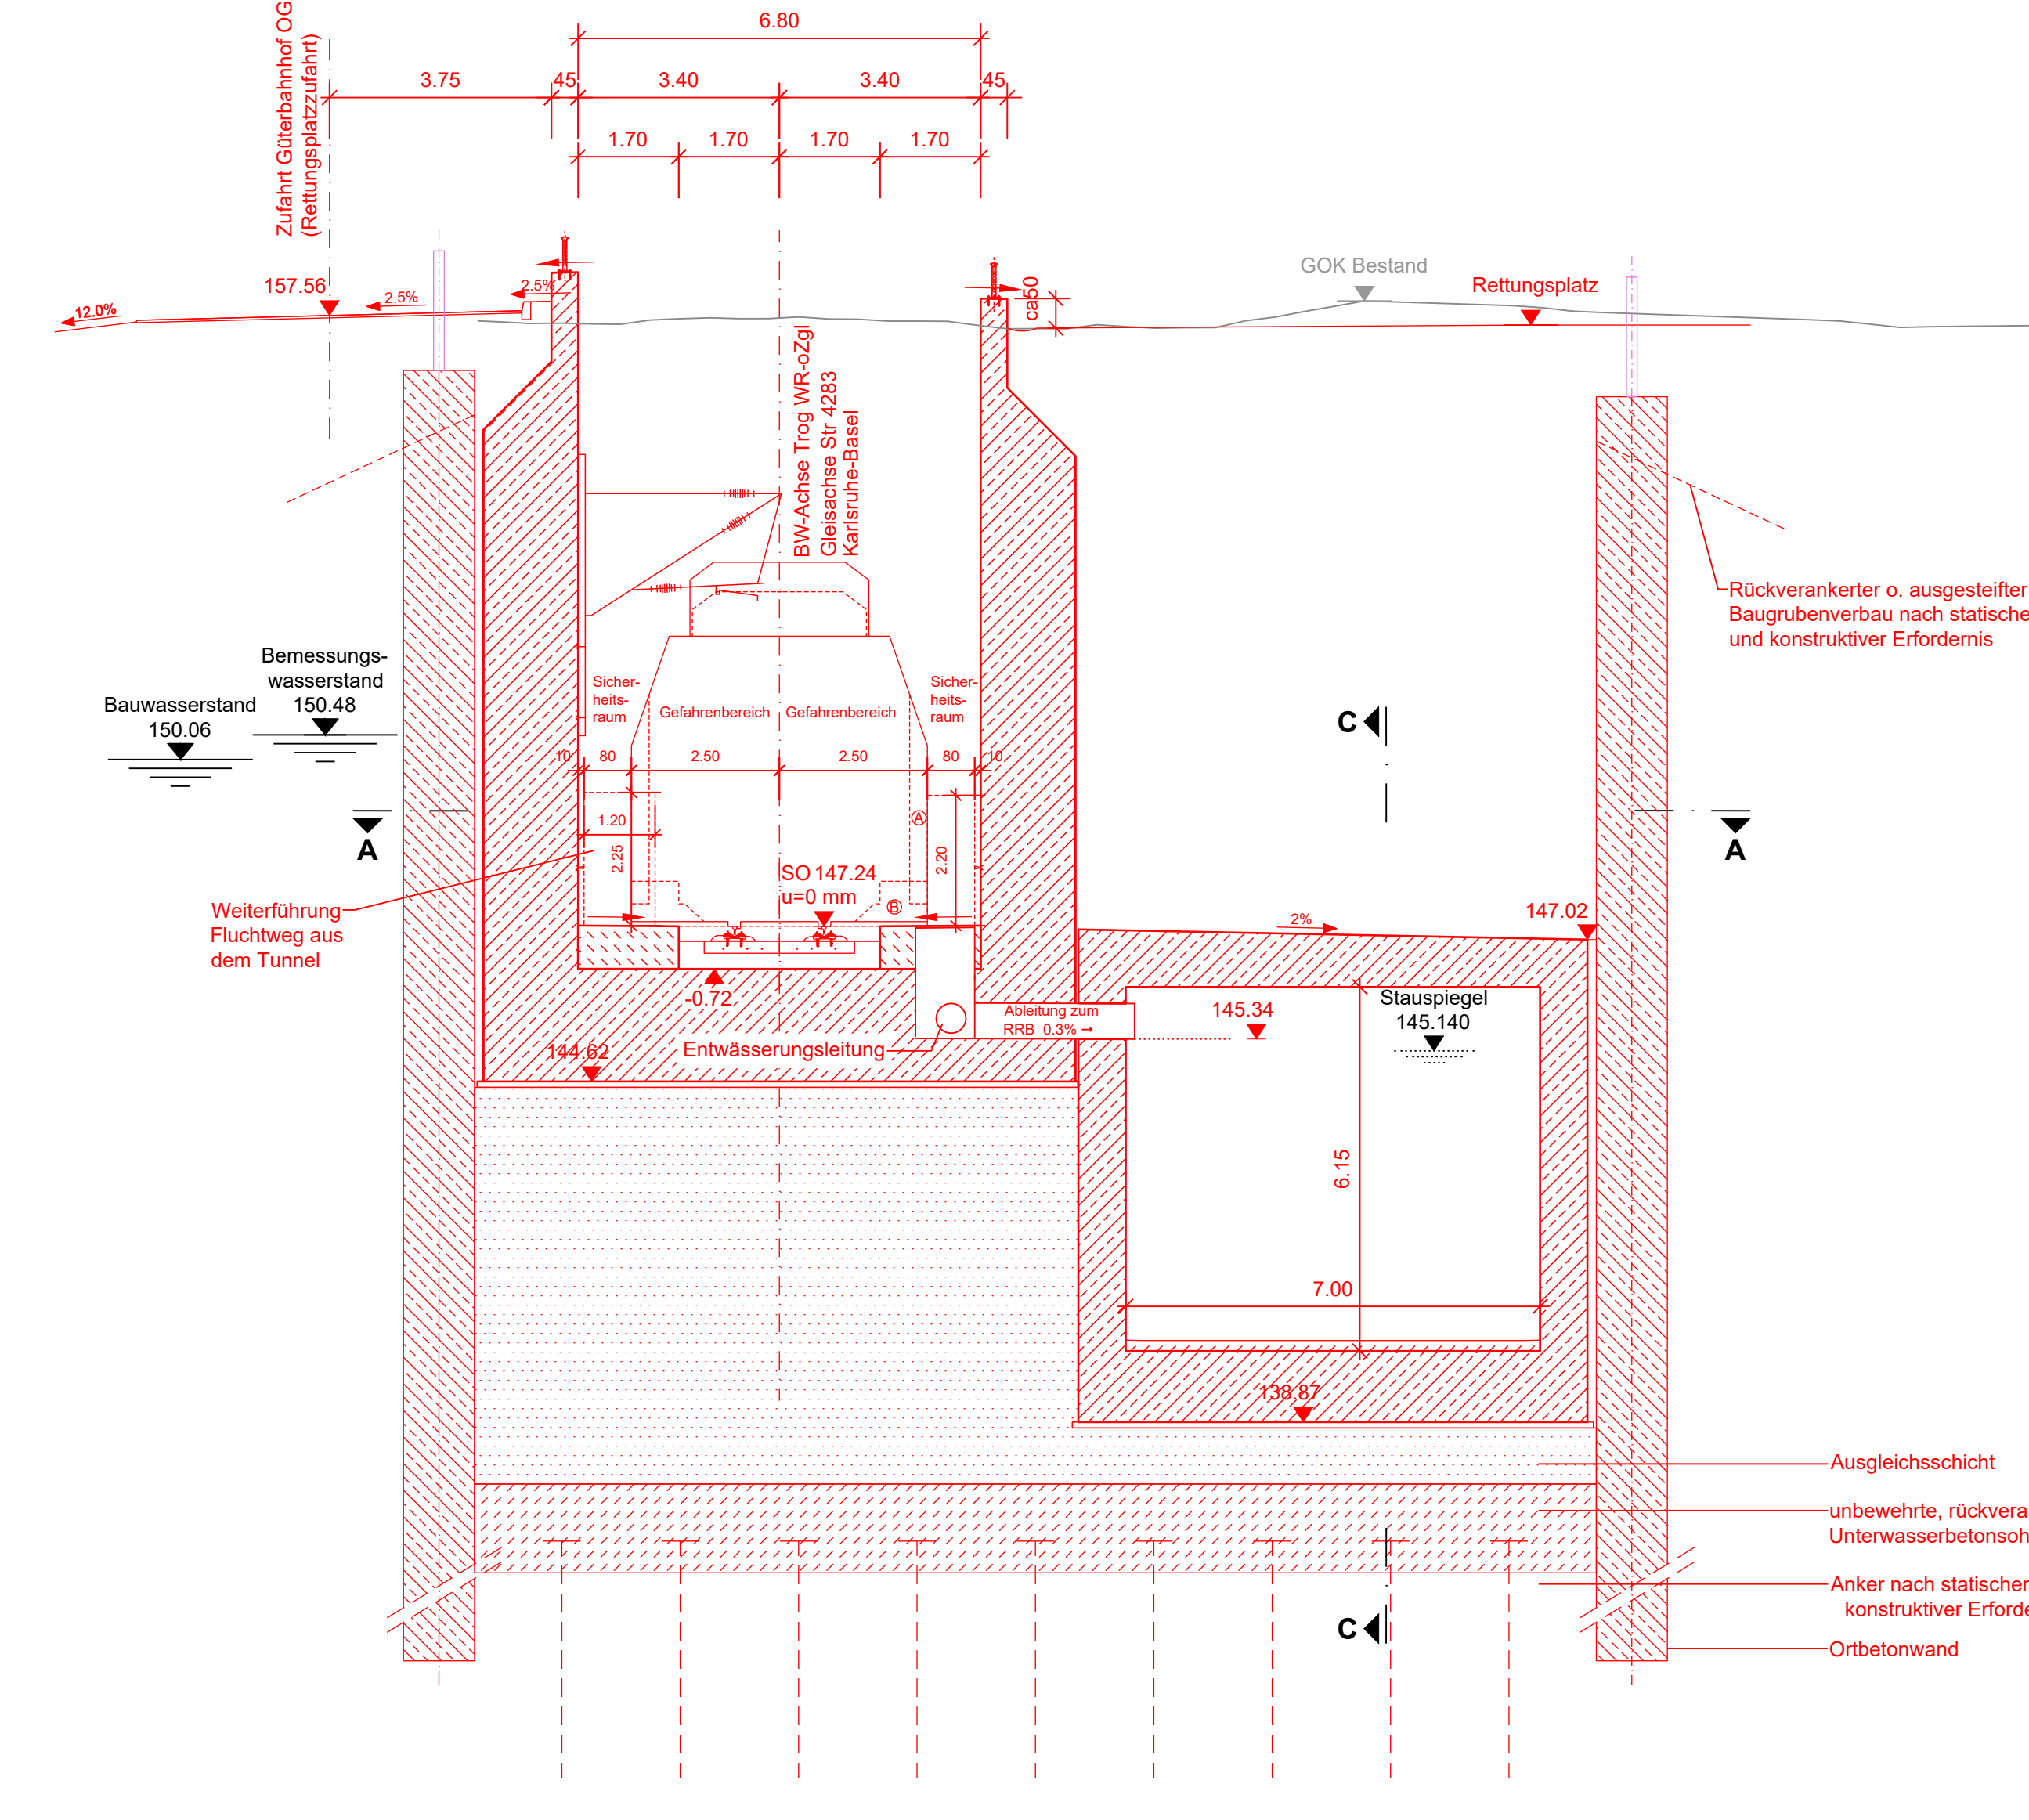 6.80
3.75
45
3.40
3.40
45
1.70
1.70
1.70
1.70
Zufahrt Güterbahnhof OG
(Rettungsplatzzufahrt)
157.56
12.0%
2.5%
2.5%
ca50
GOK Bestand
Rettungsplatz
BW-Achse Trog WR-oZgl
Gleisachse Str 4283
Karlsruhe-Basel
Rückverankerter o. ausgesteifter
Baugrubenverbau nach statische
und konstruktiver Erfordernis
Bemessungs-
wasserstand
150.48
Bauwasserstand
150.06
Sicher-
heits-
raum
Gefahrenbereich
Gefahrenbereich
Sicher-
heits-
raum
10
80
2.50
2.50
80
10
C
A
A
1.20
2.25
A
2.20
SO 147.24
u=0 mm
B
Weiterführung
Fluchtweg aus
dem Tunnel
-0.72
2%
147.02
Ableitung zum
RRB 0.3% →
145.34
Stauspiegel
145.140
Entwässerungsleitung
144.62
6.15
7.00
138.87
Ausgleichsschicht
unbewehrte, rückvera
Unterwasserbetonsoh
Anker nach statischer
konstruktiver Erforde
C
Ortbetonwand